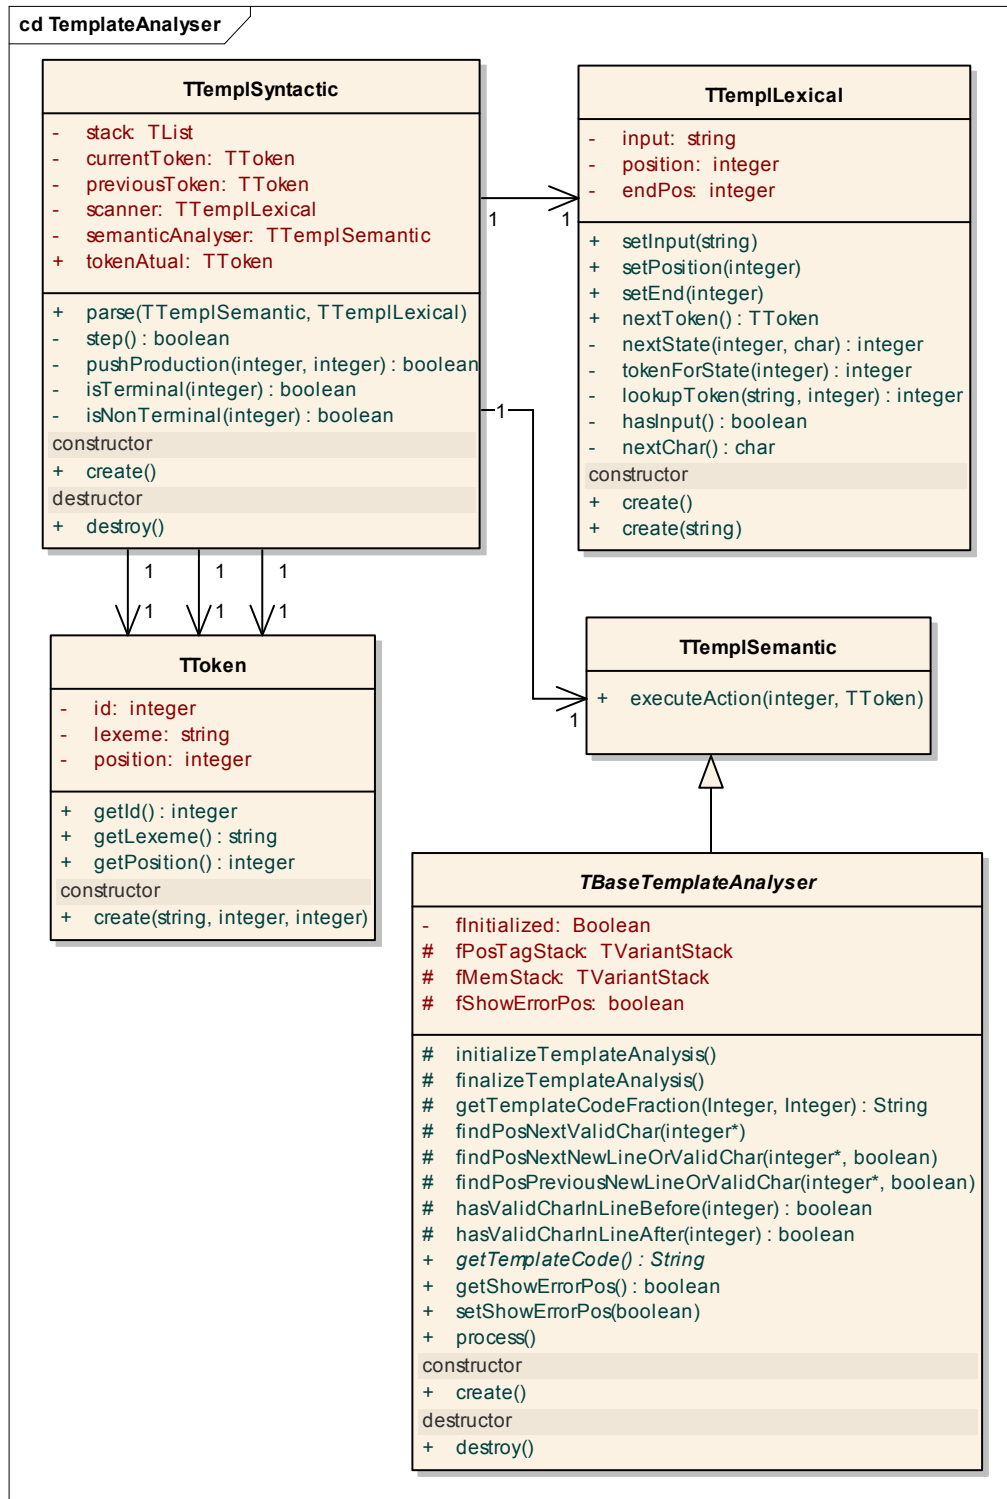 cd TemplateAnalyser
TTemplSyntactic
- stack: TList
- currentToken: TToken
- previousToken: TToken
- scanner: TTemplLexical
- semanticAnalyser: TTemplSemantic
+ tokenAtual: TToken
+ parse(TTemplSemantic, TTemplLexical)
- step() : boolean
- pushProduction(integer, integer) : boolean
- isTerminal(integer) : boolean
- isNonTerminal(integer) : boolean
constructor
+ create()
destructor
+ destroy()
TTemplLexical
- input: string
- position: integer
- endPos: integer
+ setInput(string)
+ setPosition(integer)
+ setEnd(integer)
+ nextToken() : TToken
- nextState(integer, char) : integer
- tokenForState(integer) : integer
- lookupToken(string, integer) : integer
- hasInput() : boolean
- nextChar() : char
constructor
+ create()
+ create(string)
1 1
1
1 1 1
1 1 1
TToken
- id: integer
- lexeme: string
- position: integer
+ getId() : integer
+ getLexeme() : string
+ getPosition() : integer
constructor
+ create(string, integer, integer)
TTemplSemantic
+ executeAction(integer, TToken)
1
TBaseTemplateAnalyser
- fInitialized: Boolean
# fPosTagStack: TVariantStack
# fMemStack: TVariantStack
# fShowErrorPos: boolean
# initializeTemplateAnalysis()
# finalizeTemplateAnalysis()
# getTemplateCodeFraction(Integer, Integer) : String
# findPosNextValidChar(integer*)
# findPosNextNewLineOrValidChar(integer*, boolean)
# findPosPreviousNewLineOrValidChar(integer*, boolean)
# hasValidCharInLineBefore(integer) : boolean
# hasValidCharInLineAfter(integer) : boolean
+ getTemplateCode() : String
+ getShowErrorPos() : boolean
+ setShowErrorPos(boolean)
+ process()
constructor
+ create()
destructor
+ destroy()